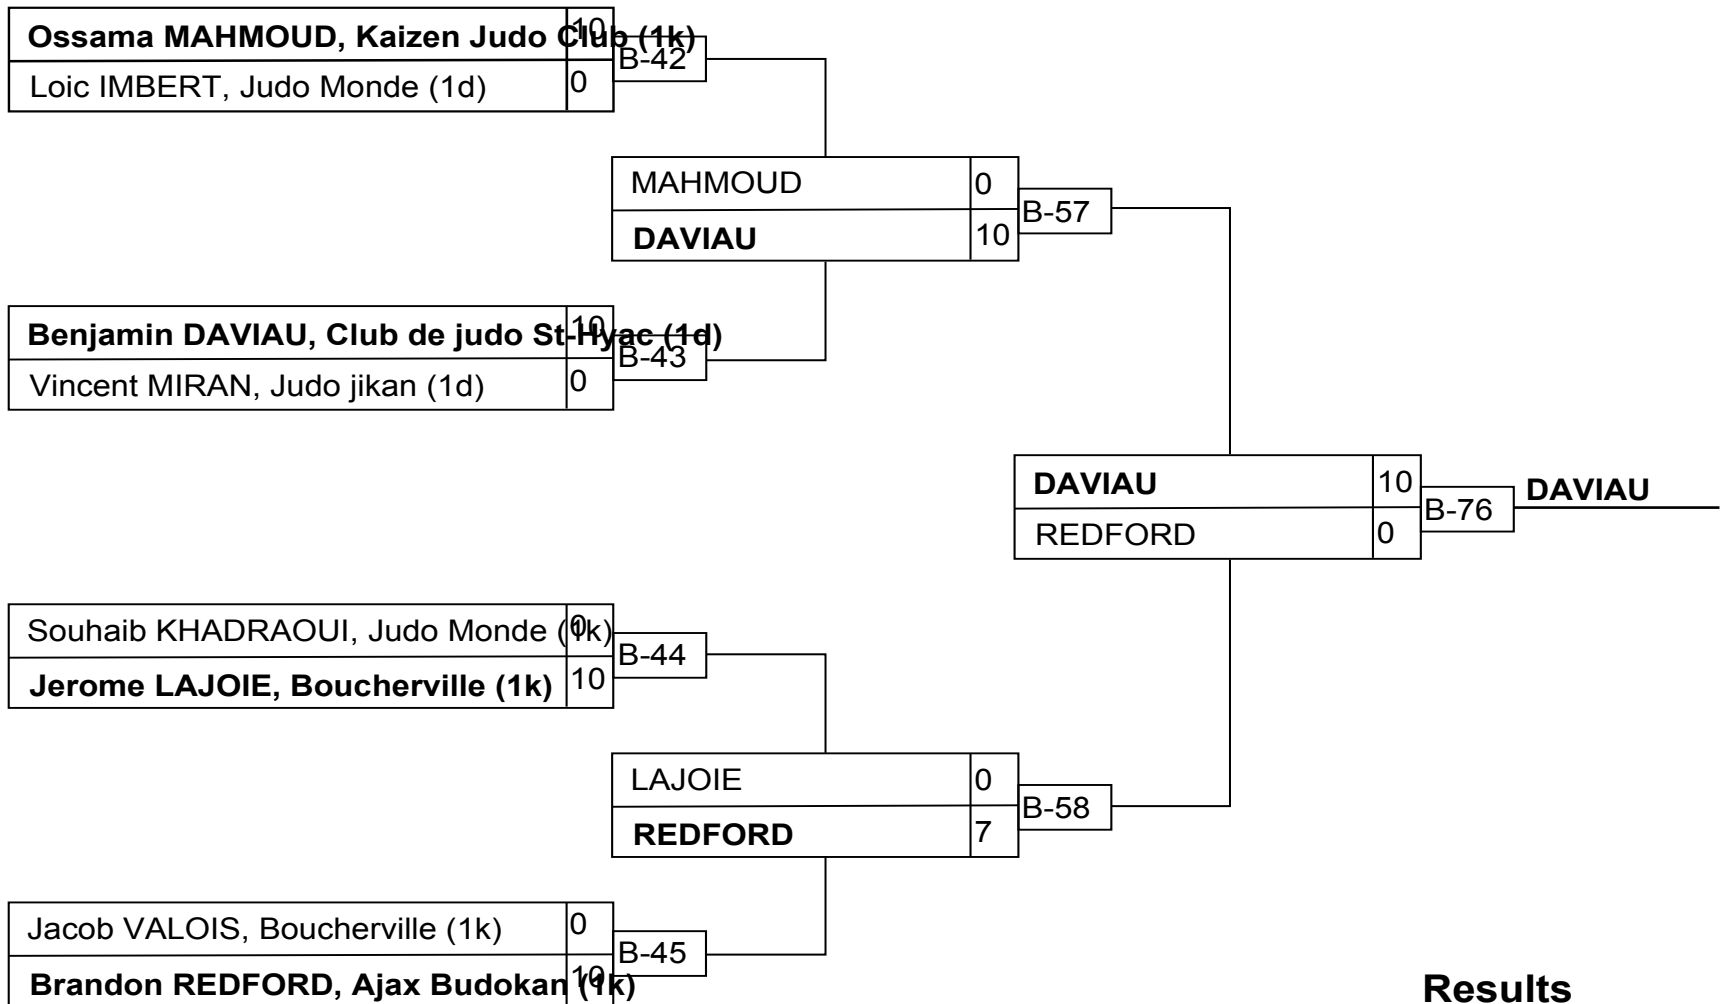 Ossama MAHMOUD, Kaizen Judo Club (1k) 10
B-42
Loic IMBERT, Judo Monde (1d) 0
MAHMOUD 0
B-57
DAVIAU 10
Benjamin DAVIAU, Club de judo St-Hyac (1d) 10
B-43
Vincent MIRAN, Judo jikan (1d) 0
DAVIAU 10
B-76
DAVIAU
REDFORD 0
Souhaib KHADRAOUI, Judo Monde (1k) 0
B-44
Jerome LAJOIE, Boucherville (1k) 10
LAJOIE 0
B-58
REDFORD 7
Jacob VALOIS, Boucherville (1k) 0
B-45
Brandon REDFORD, Ajax Budokan (1k) 10
Results